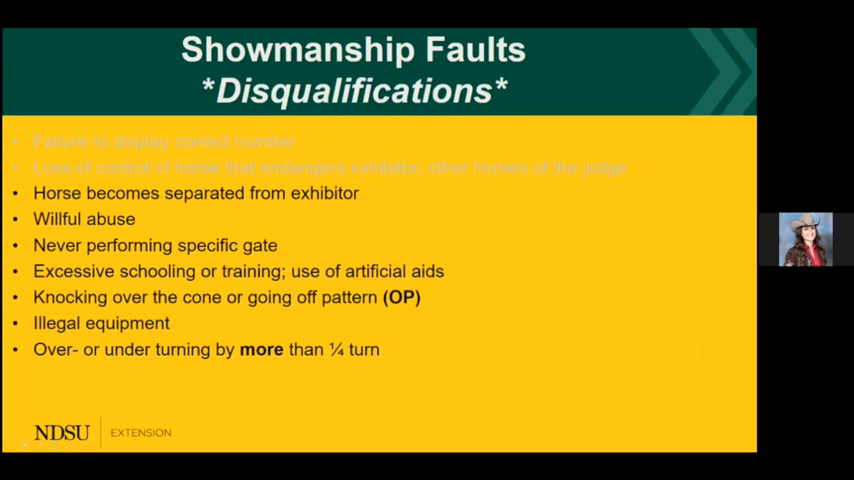 Showmanship Faults
*Disqualifications*
• Failure to display correct number
• Loss of control of horse that endangers exhibitor, other horses of the judge
• Horse becomes separated from exhibitor
• Willful abuse
• Never performing specific gate
• Excessive schooling or training; use of artificial aids
• Knocking over the cone or going off pattern (OP)
• Illegal equipment
• Over- or under turning by more than ¼ turn
NDSU EXTENSION